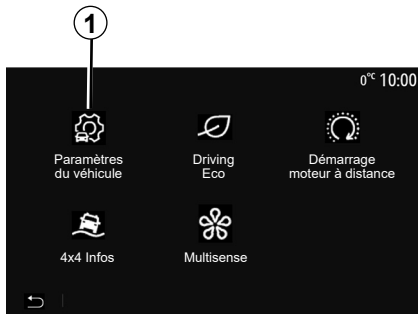 1
0°C 10:00
Paramètres
du véhicule
Driving
Eco
Démarrage
moteur à distance
4x4 Infos
Multisense